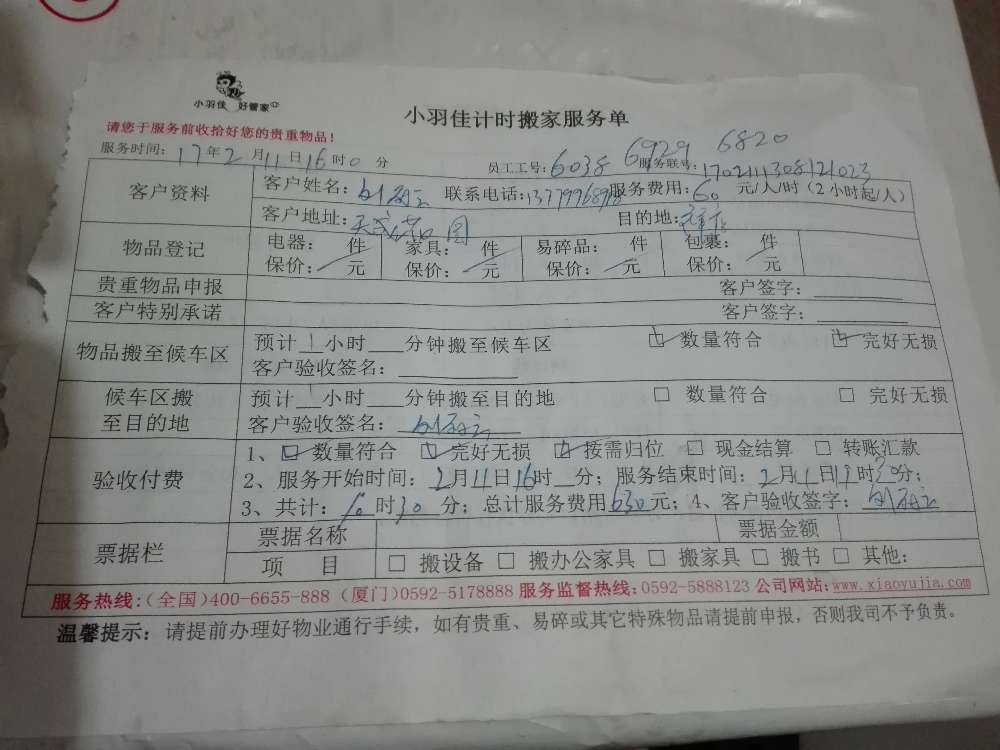 小羽佳 好管家
小羽佳计时搬家服务单
请您于服务前收拾好您的贵重物品！
服务时间：17年2月11日16时0分 员工工号：6038 6929 6820 服务联号：1702111308121023
客户资料 客户姓名： 联系电话： 服务费用：60元/人/时（2小时起/人）
客户地址： 目的地：
物品登记 电器： 件 家具： 件 易碎品： 件 包裹： 件
保价： 元 保价： 元 保价： 元 保价： 元
贵重物品申报 客户签字：
客户特别承诺 客户签字：
物品搬至候车区 预计1小时 分钟搬至候车区 数量符合 完好无损
客户验收签名：
候车区搬至目的地 预计1小时 分钟搬至目的地 数量符合 完好无损
客户验收签名：
验收付费 1、数量符合 完好无损 按需归位 现金结算 转账汇款
2、服务开始时间：2月11日16时 分；服务结束时间：2月11日19时30分；
3、共计：10时30分；总计服务费用630元；4、客户验收签字：
票据栏 票据名称 票据金额
项 目 搬设备 搬办公家具 搬家具 搬书 其他：
服务热线：（全国）400-6655-888（厦门）0592-5178888 服务监督热线：0592-5888123 公司网站：www.xiaoyujia.com
温馨提示：请提前办理好物业通行手续，如有贵重、易碎或其它特殊物品请提前申报，否则我司不予负责。